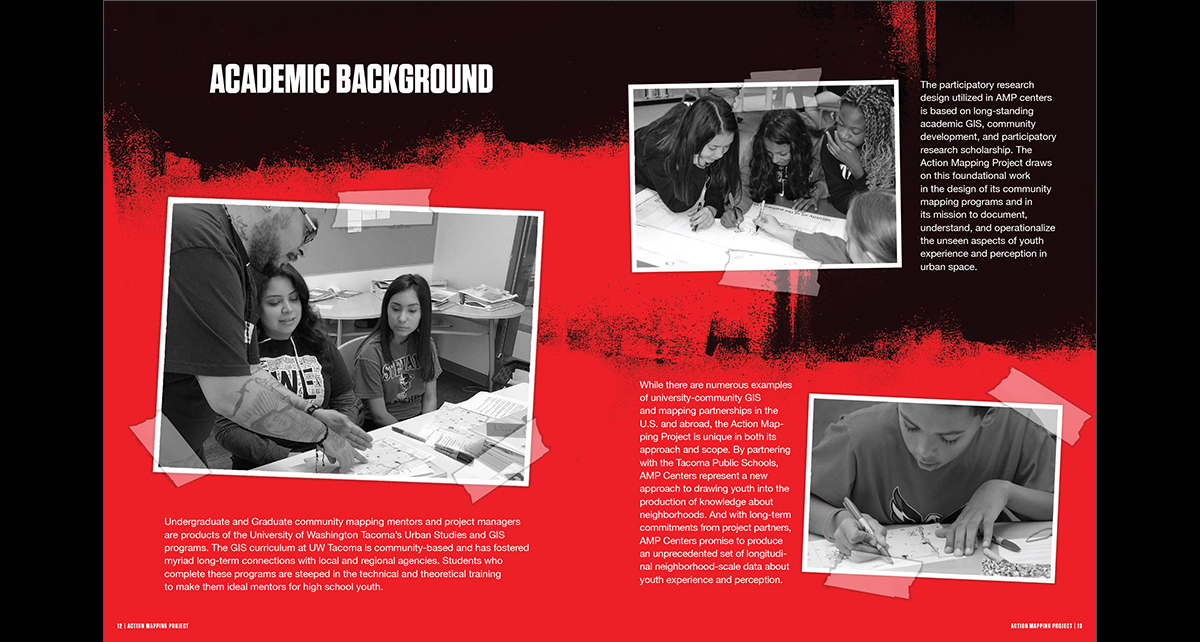 ACADEMIC BACKGROUND
Undergraduate and Graduate community mapping mentors and project managers
are products of the University of Washington Tacoma's Urban Studies and GIS
programs. The GIS curriculum at UW Tacoma is community-based and has fostered
myriad long-term connections with local and regional agencies. Students who
complete these programs are steeped in the technical and theoretical training
to make them ideal mentors for high school youth.
12 | ACTION MAPPING PROJECT
The participatory research
design utilized in AMP centers
is based on long-standing
academic GIS, community
development, and participatory
research scholarship. The
Action Mapping Project draws
on this foundational work
in the design of its community
mapping programs and in
its mission to document,
understand, and operationalize
the unseen aspects of youth
experience and perception in
urban space.
While there are numerous examples
of university-community GIS
and mapping partnerships in the
U.S. and abroad, the Action Map-
ping Project is unique in both its
approach and scope. By partnering
with the Tacoma Public Schools,
AMP Centers represent a new
approach to drawing youth into the
production of knowledge about
neighborhoods. And with long-term
commitments from project partners,
AMP Centers promise to produce
an unprecedented set of longitudi-
nal neighborhood-scale data about
youth experience and perception.
ACTION MAPPING PROJECT | 13
WE